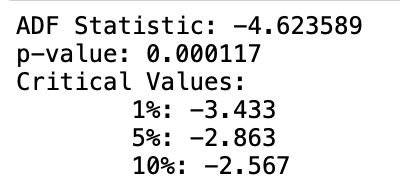 ADF Statistic: -4.623589
p-value: 0.000117
Critical Values:
1%: -3.433
5%: -2.863
10%: -2.567